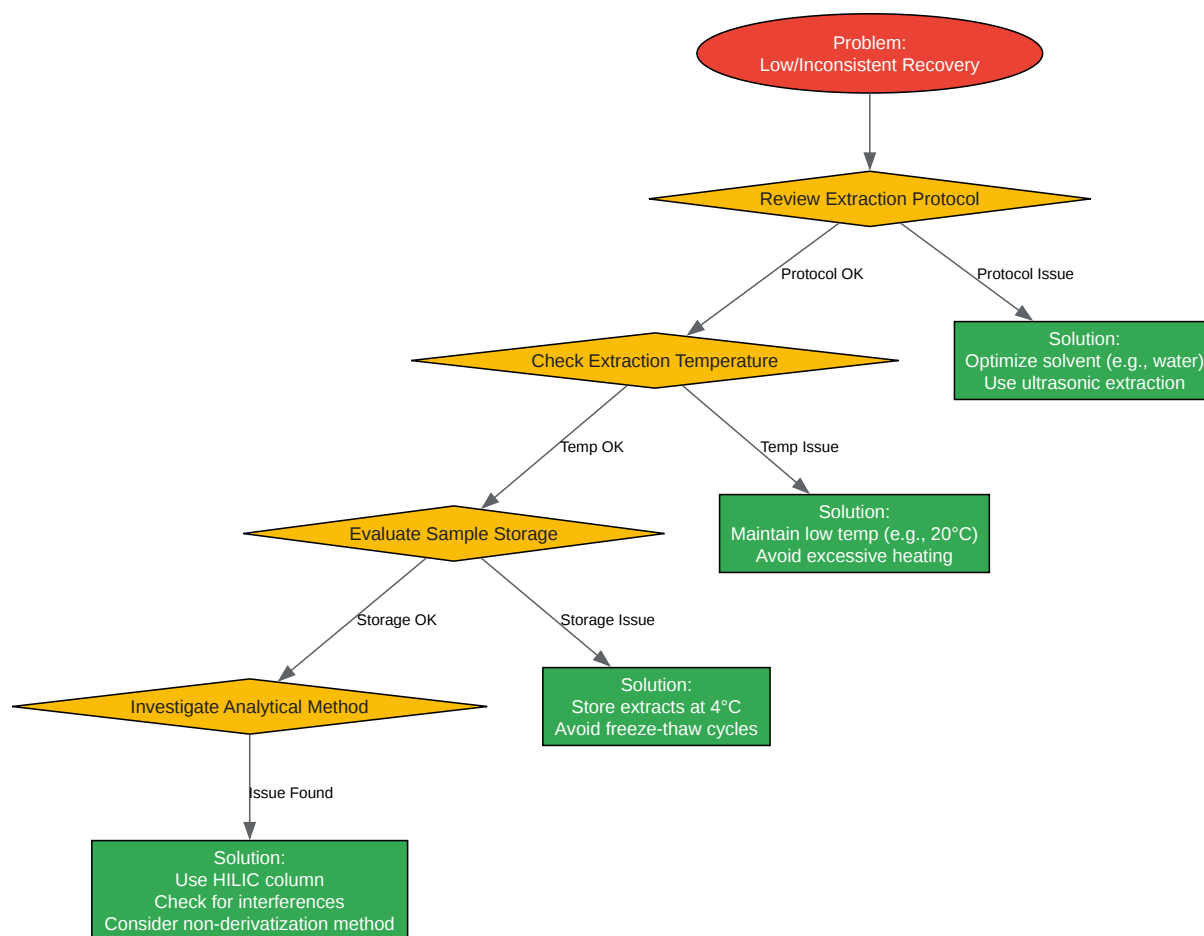 Problem:
Low/Inconsistent Recovery
Review Extraction Protocol
Protocol OK
Protocol Issue
Check Extraction Temperature
Solution:
Optimize solvent (e.g., water)
Use ultrasonic extraction
Temp OK
Temp Issue
Evaluate Sample Storage
Solution:
Maintain low temp (e.g., 20°C)
Avoid excessive heating
Storage OK
Storage Issue
Investigate Analytical Method
Solution:
Store extracts at 4°C
Avoid freeze-thaw cycles
Issue Found
Solution:
Use HILIC column
Check for interferences
Consider non-derivatization method